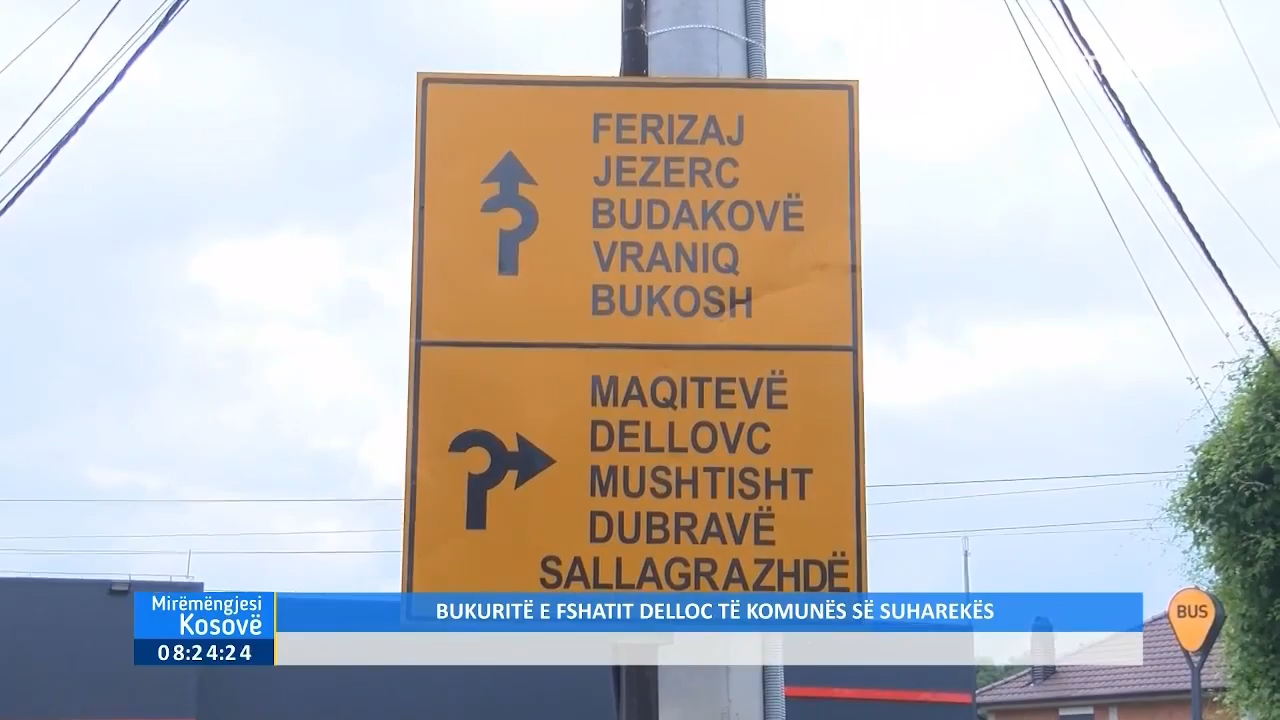 FERIZAJ
JEZERC
BUDAKOVË
VRANIQ
BUKOSH
MAQITEVË
DELLOVC
MUSHTISHT
DUBRAVË
SALLAGRAZHDË
Mirëmëngjesi
Kosovë
08:24:24
BUKURITË E FSHATIT DELLOC TË KOMUNËS SË SUHAREKËS
BUS